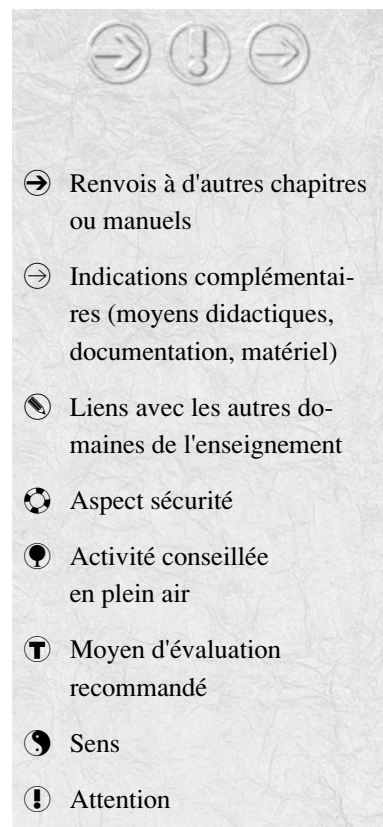 Renvois à d'autres chapitres
ou manuels
Indications complémentai-
res (moyens didactiques,
documentation, matériel)
Liens avec les autres do-
maines de l'enseignement
Aspect sécurité
Activité conseillée
en plein air
T Moyen d'évaluation
recommandé
Sens
! Attention